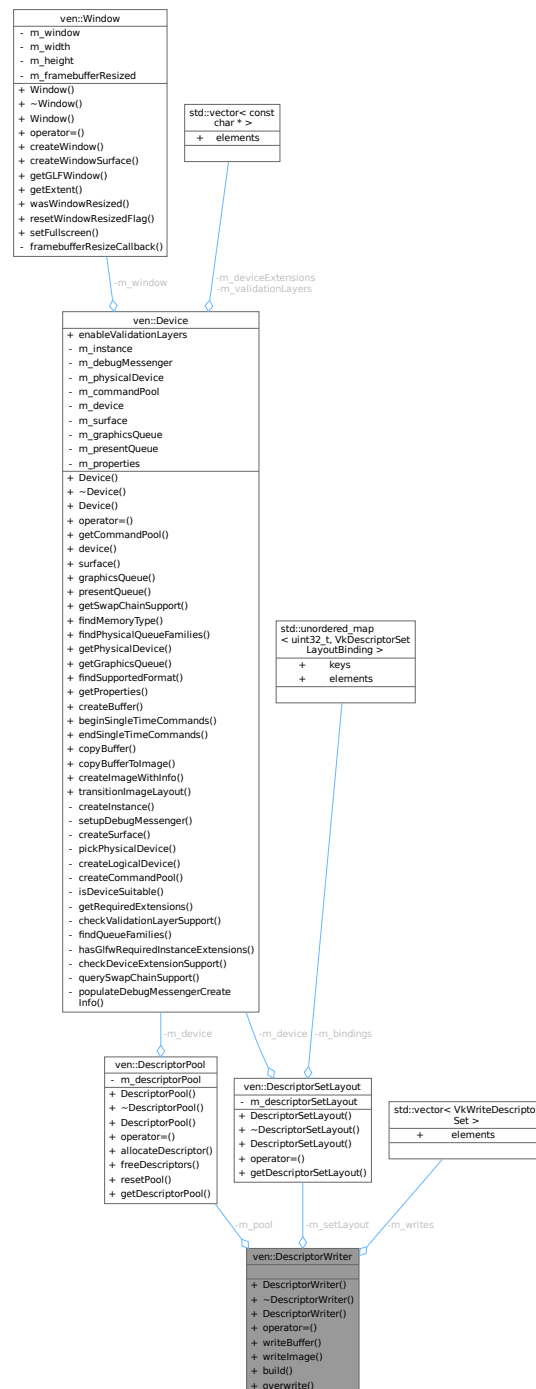 ven::Window
- m_window
- m_width
- m_height
- m_framebufferResized
+ Window()
+ ~Window()
+ Window()
+ operator=()
+ createWindow()
+ createWindowSurface()
+ getGLFWindow()
+ getExtent()
+ wasWindowResized()
+ resetWindowResizedFlag()
+ setFullscreen()
- framebufferResizeCallback()
std::vector< const
char * >
+ elements
-m_window
-m_deviceExtensions
-m_validationLayers
ven::Device
+ enableValidationLayers
- m_instance
- m_debugMessenger
- m_physicalDevice
- m_commandPool
- m_device
- m_surface
- m_graphicsQueue
- m_presentQueue
- m_properties
+ Device()
+ ~Device()
+ Device()
+ operator=()
+ getCommandPool()
+ device()
+ surface()
+ graphicsQueue()
+ presentQueue()
+ getSwapChainSupport()
+ findMemoryType()
+ findPhysicalQueueFamilies()
+ getPhysicalDevice()
+ getGraphicsQueue()
+ findSupportedFormat()
+ getProperties()
+ createBuffer()
+ beginSingleTimeCommands()
+ endSingleTimeCommands()
+ copyBuffer()
+ copyBufferToImage()
+ createImageWithInfo()
+ transitionImageLayout()
- createInstance()
- setupDebugMessenger()
- createSurface()
- pickPhysicalDevice()
- createLogicalDevice()
- createCommandPool()
- isDeviceSuitable()
- getRequiredExtensions()
- checkValidationLayerSupport()
- findQueueFamilies()
- hasGlfwRequiredInstanceExtensions()
- checkDeviceExtensionSupport()
- querySwapChainSupport()
- populateDebugMessengerCreate
Info()
std::unordered_map
< uint32_t, VkDescriptorSet
LayoutBinding >
+ keys
+ elements
-m_device
-m_device
-m_bindings
ven::DescriptorPool
- m_descriptorPool
+ DescriptorPool()
+ ~DescriptorPool()
+ DescriptorPool()
+ operator=()
+ allocateDescriptor()
+ freeDescriptors()
+ resetPool()
+ getDescriptorPool()
ven::DescriptorSetLayout
- m_descriptorSetLayout
+ DescriptorSetLayout()
+ ~DescriptorSetLayout()
+ DescriptorSetLayout()
+ operator=()
+ getDescriptorSetLayout()
std::vector< VkWriteDescriptor
Set >
+ elements
-m_pool
-m_setLayout
-m_writes
ven::DescriptorWriter
+ DescriptorWriter()
+ ~DescriptorWriter()
+ DescriptorWriter()
+ operator=()
+ writeBuffer()
+ writeImage()
+ build()
+ overwrite()